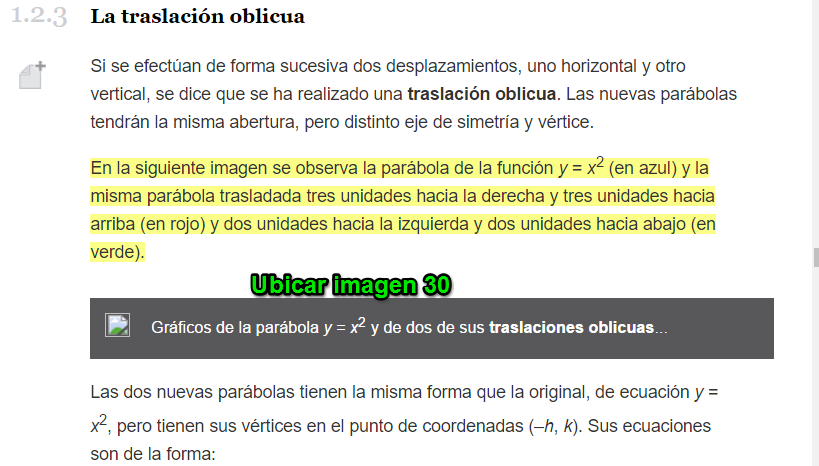 1.2.3 La traslación oblicua
Si se efectúan de forma sucesiva dos desplazamientos, uno horizontal y otro
vertical, se dice que se ha realizado una traslación oblicua. Las nuevas parábolas
tendrán la misma abertura, pero distinto eje de simetría y vértice.
En la siguiente imagen se observa la parábola de la función y = x² (en azul) y la
misma parábola trasladada tres unidades hacia la derecha y tres unidades hacia
arriba (en rojo) y dos unidades hacia la izquierda y dos unidades hacia abajo (en
verde).
Ubicar imagen 30
Gráficos de la parábola y = x² y de dos de sus traslaciones oblicuas...
Las dos nuevas parábolas tienen la misma forma que la original, de ecuación y =
x², pero tienen sus vértices en el punto de coordenadas (–h, k). Sus ecuaciones
son de la forma: